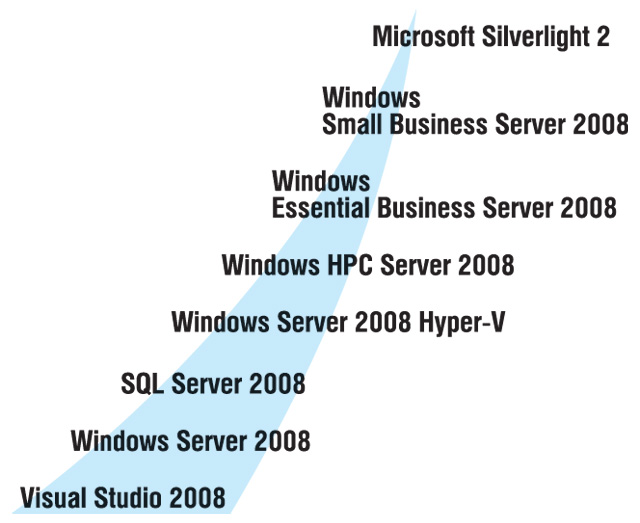 Microsoft Silverlight 2
Windows
Small Business Server 2008
Windows
Essential Business Server 2008
Windows HPC Server 2008
Windows Server 2008 Hyper-V
SQL Server 2008
Windows Server 2008
Visual Studio 2008